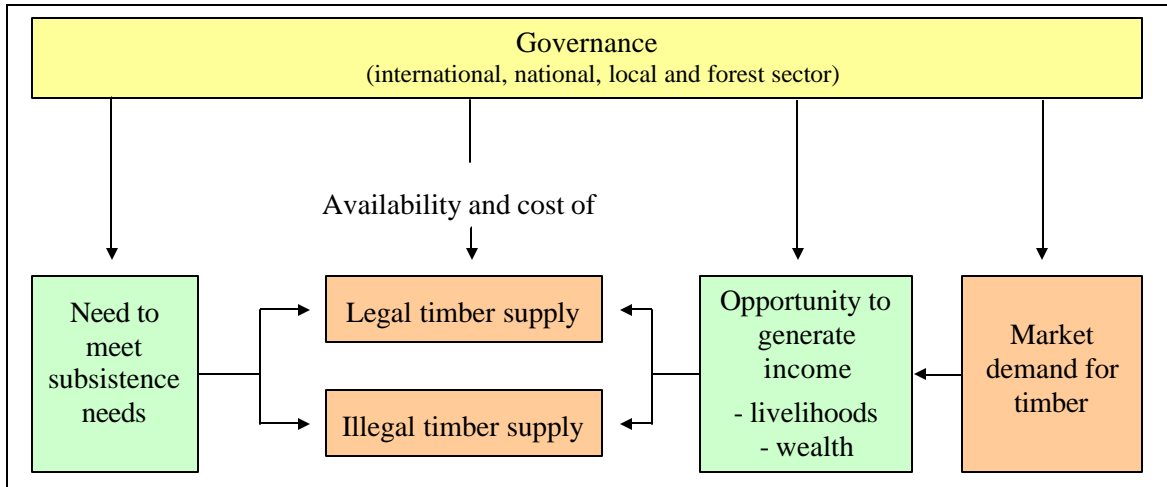 Governance
(international, national, local and forest sector)
Availability and cost of
Need to
meet
subsistence
needs
Legal timber supply
Illegal timber supply
Opportunity to
generate
income
- livelihoods
- wealth
Market
demand for
timber